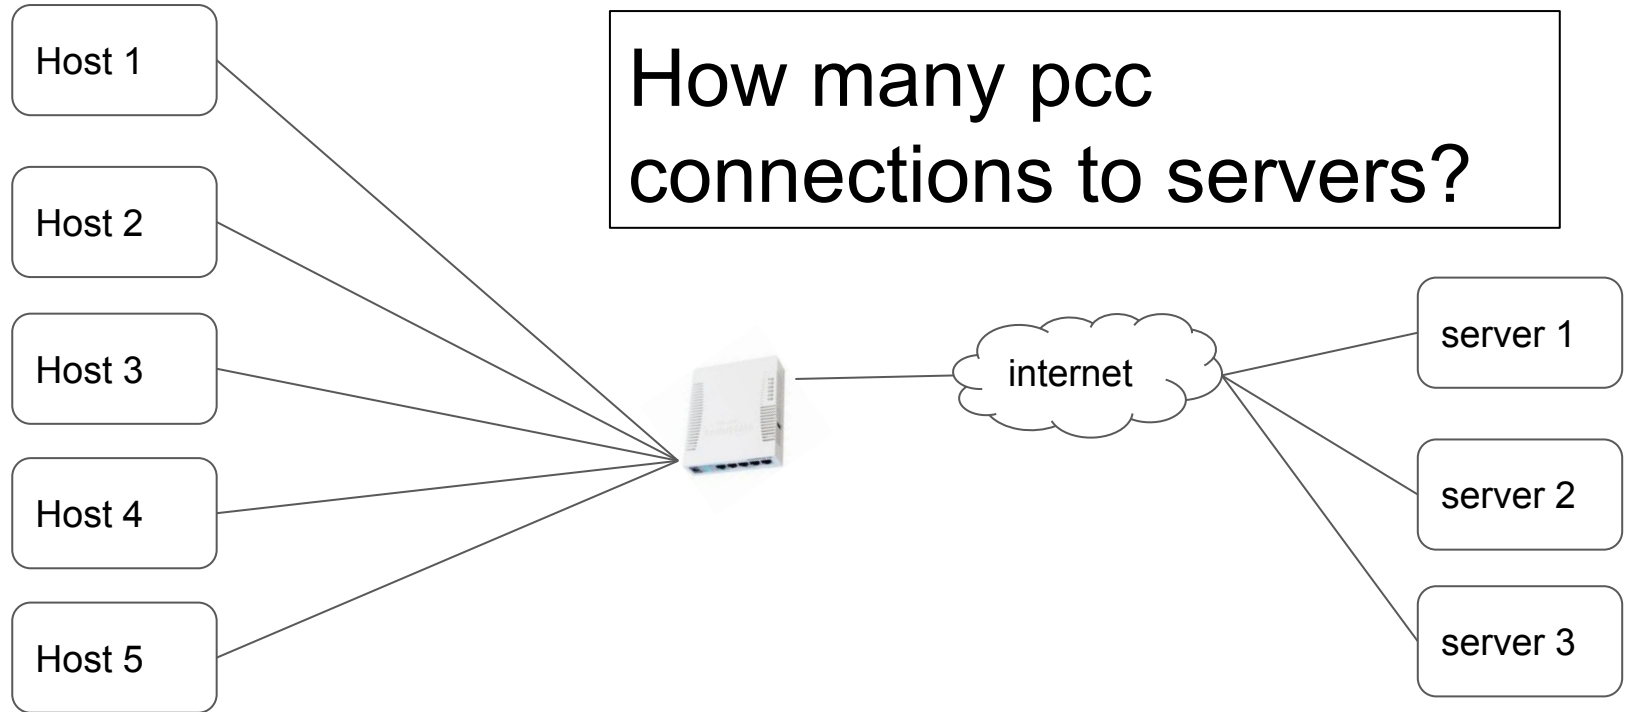 Host 1
How many pcc
connections to servers?
Host 2
Host 3
Host 4
Host 5
internet
server 1
server 2
server 3